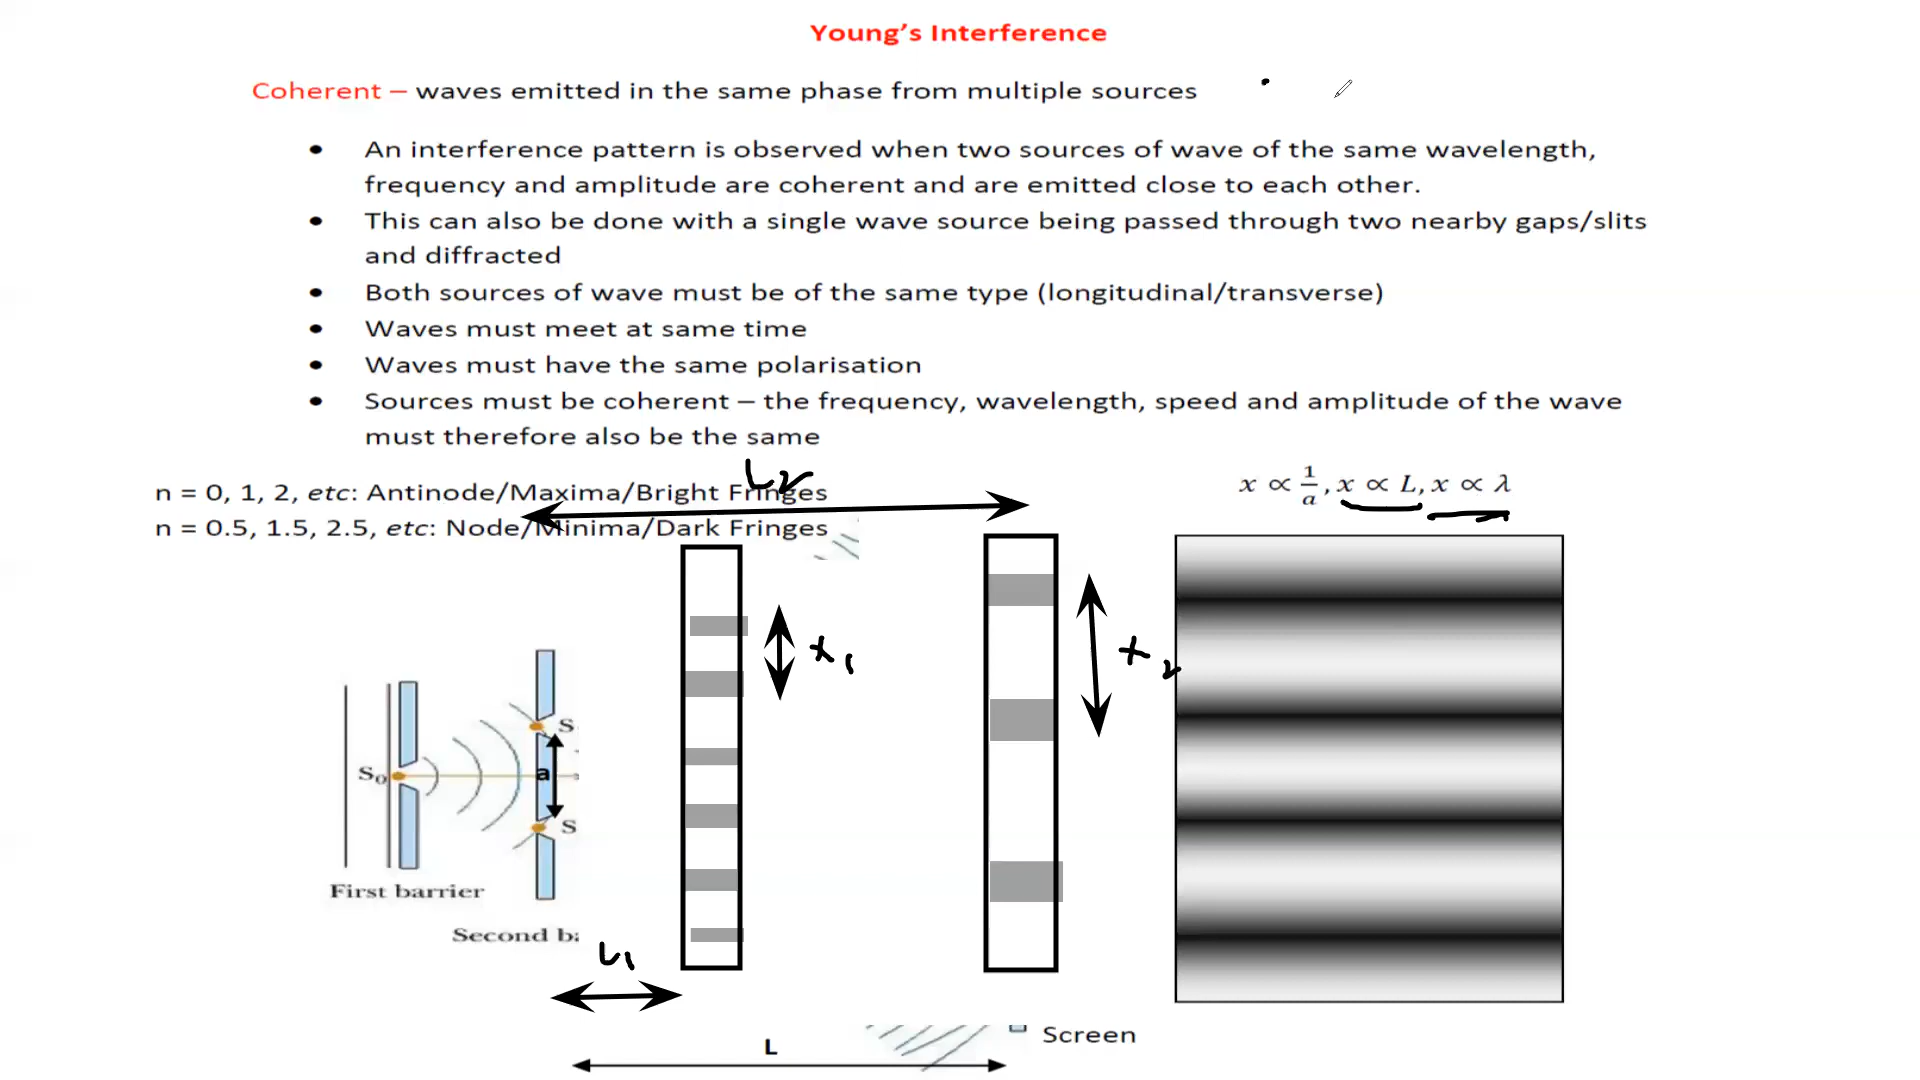 Young's Interference
Coherent – waves emitted in the same phase from multiple sources
• An interference pattern is observed when two sources of wave of the same wavelength,
frequency and amplitude are coherent and are emitted close to each other.
• This can also be done with a single wave source being passed through two nearby gaps/slits
and diffracted
• Both sources of wave must be of the same type (longitudinal/transverse)
• Waves must meet at same time
• Waves must have the same polarisation
• Sources must be coherent – the frequency, wavelength, speed and amplitude of the wave
must therefore also be the same
L2
n = 0, 1, 2, etc: Antinode/Maxima/Bright Fringes
n = 0.5, 1.5, 2.5, etc: Node/Minima/Dark Fringes
x ∝ 1/a, x ∝ L, x ∝ λ
x1
x2
S
S0
a
S
First barrier
Second ba
L1
L
Screen